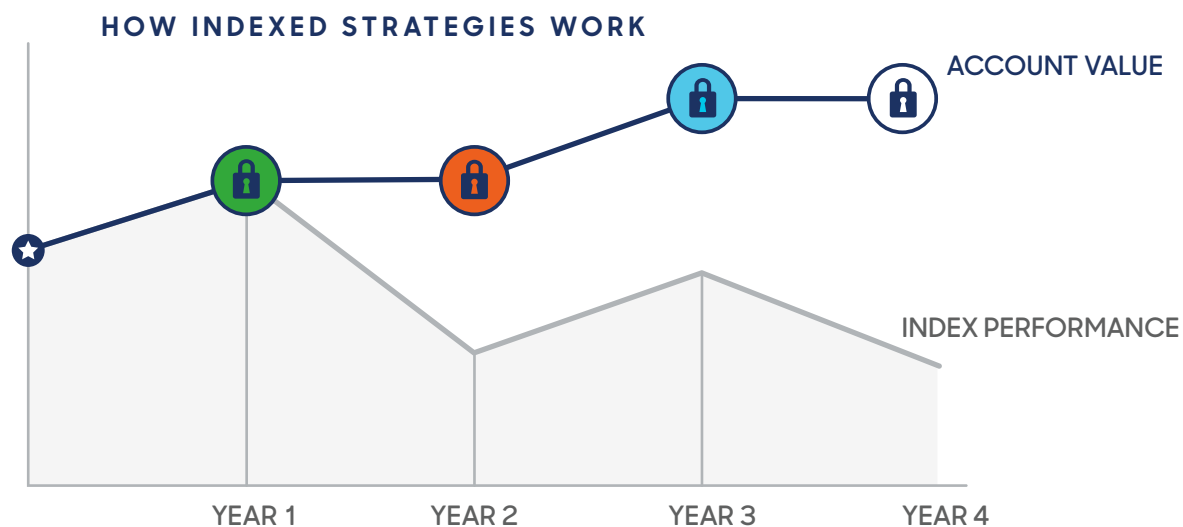 HOW INDEXED STRATEGIES WORK
ACCOUNT VALUE
INDEX PERFORMANCE
YEAR 1
YEAR 2
YEAR 3
YEAR 4